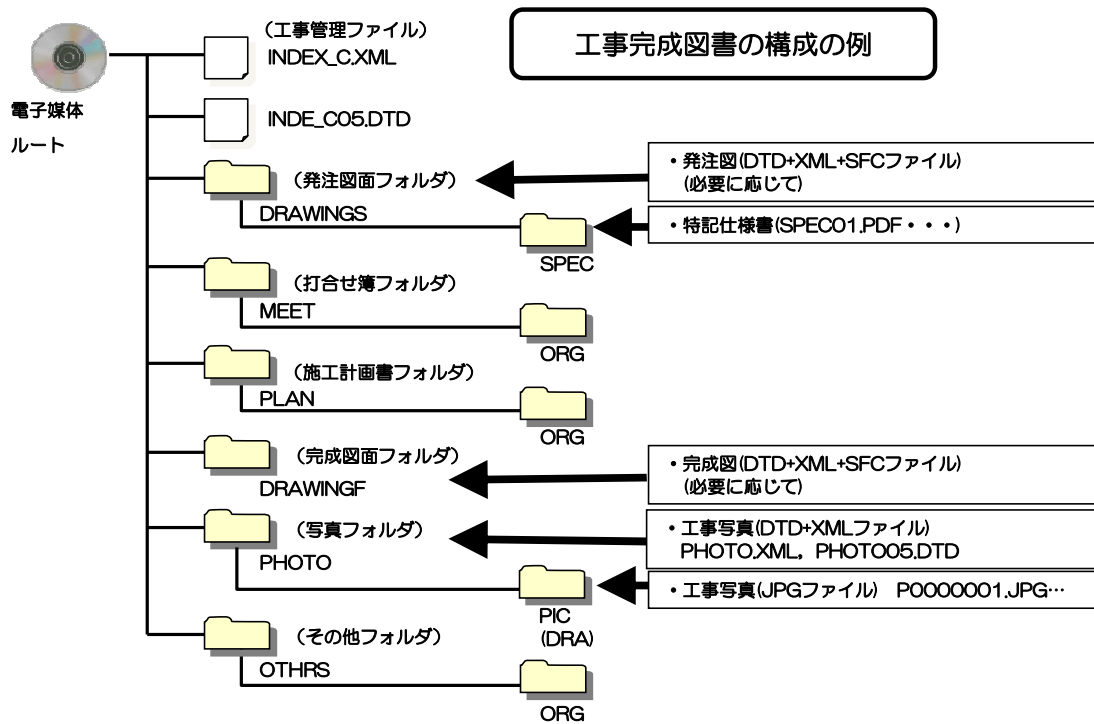 工事完成図書の構成の例
(工事管理ファイル)
INDEX_C.XML
電子媒体
ルート
INDE_C05.DTD
(発注図面フォルダ)
DRAWINGS
・発注図(DTD+XML+SFCファイル)
(必要に応じて)
・特記仕様書(SPEC01.PDF・・・)
SPEC
(打合せ簿フォルダ)
MEET
ORG
(施工計画書フォルダ)
PLAN
ORG
(完成図面フォルダ)
DRAWINGF
・完成図(DTD+XML+SFCファイル)
(必要に応じて)
(写真フォルダ)
PHOTO
・工事写真(DTD+XMLファイル)
PHOTO.XML, PHOTO05.DTD
・工事写真(JPGファイル) P0000001.JPG…
PIC
(DRA)
(その他フォルダ)
OTHRS
ORG